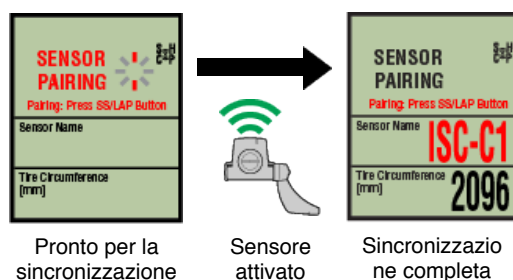 SENSOR
PAIRING
Pairing: Press SS/LAP Button
Sensor Name
Tire Circumference
[mm]
Pronto per la
sincronizzazione
Sensore
attivato
SENSOR
PAIRING
Pairing: Press SS/LAP Button
Sensor Name ISC-C1
Tire Circumference
[mm] 2096
Sincronizzazio
ne completa